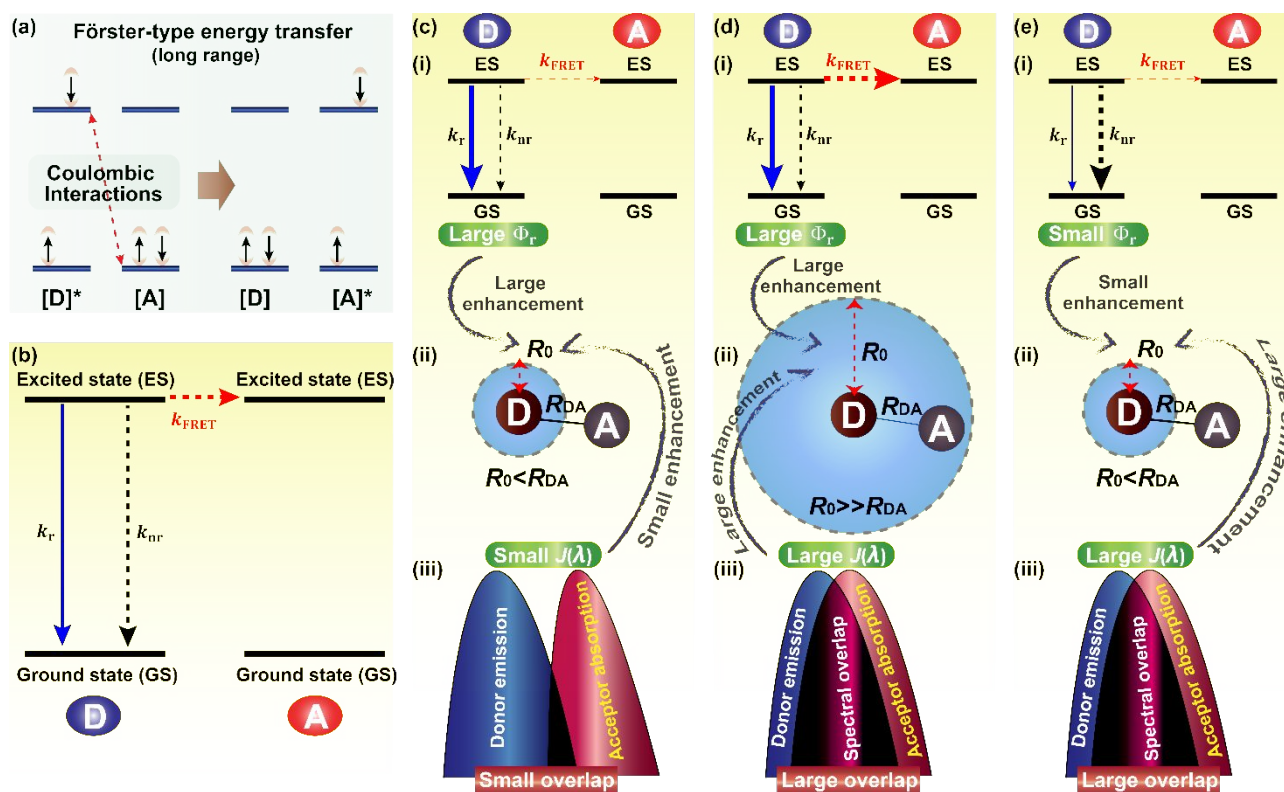 (a)
Förster-type energy transfer
(long range)
Coulombic
Interactions
[D]*
[A]
[D]
[A]*
(b)
Excited state (ES)
Excited state (ES)
kFRET
kr
knr
Ground state (GS)
Ground state (GS)
D
A
(c)
D
A
(i)
ES
kFRET
ES
kr
knr
GS
GS
Large Φr
Large
enhancement
(ii)
R0
D
RDA
A
R0<RDA
Small enhancement
Small J(λ)
(iii)
Donor emission
Acceptor absorption
Small overlap
(d)
D
A
(i)
ES
kFRET
ES
kr
knr
GS
GS
Large Φr
Large
enhancement
(ii)
R0
D
RDA
A
R0>>RDA
Large enhancement
Large J(λ)
(iii)
Donor emission
Spectral overlap
Acceptor absorption
Large overlap
(e)
D
A
(i)
ES
kFRET
ES
kr
knr
GS
GS
Small Φr
Small
enhancement
(ii)
R0
D
RDA
A
R0<RDA
Large enhancement
Large J(λ)
(iii)
Donor emission
Spectral overlap
Acceptor absorption
Large overlap